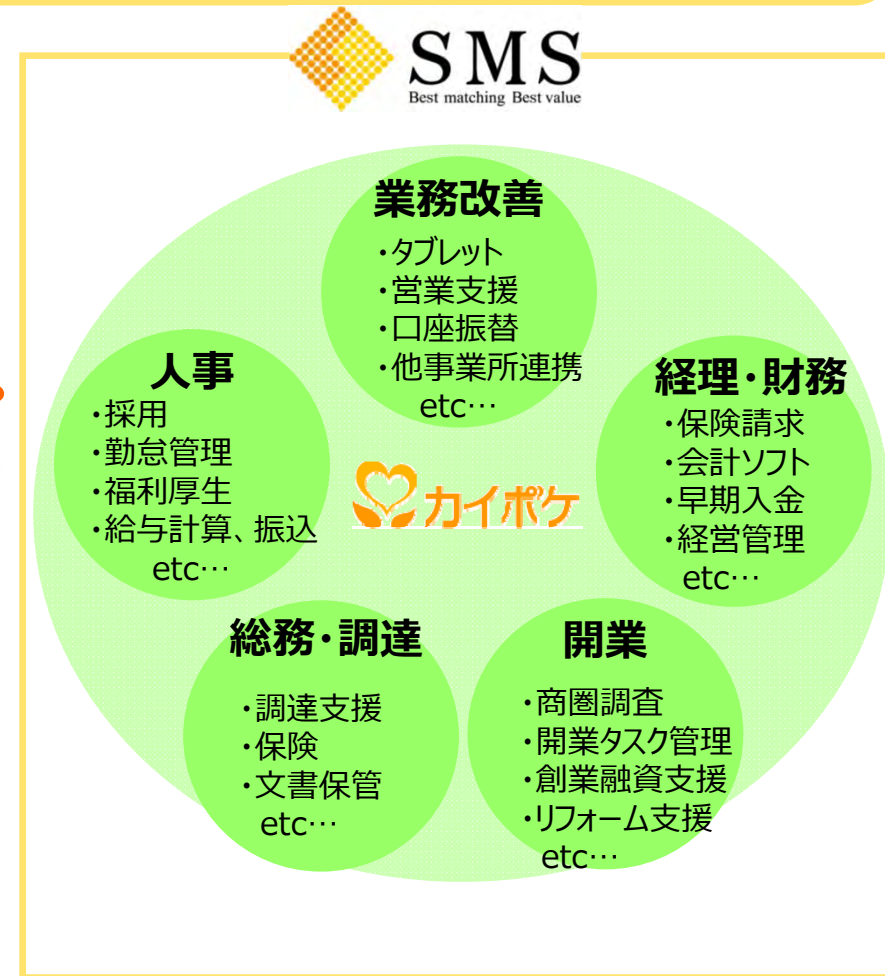 SMS
Best matching Best value
業務改善
・タブレット
・営業支援
・口座振替
・他事業所連携
etc…
人事
・採用
・勤怠管理
・福利厚生
・給与計算、振込
etc…
経理・財務
・保険請求
・会計ソフト
・早期入金
・経営管理
etc…
カイポケ
総務・調達
・調達支援
・保険
・文書保管
etc…
開業
・商圏調査
・開業タスク管理
・創業融資支援
・リフォーム支援
etc…